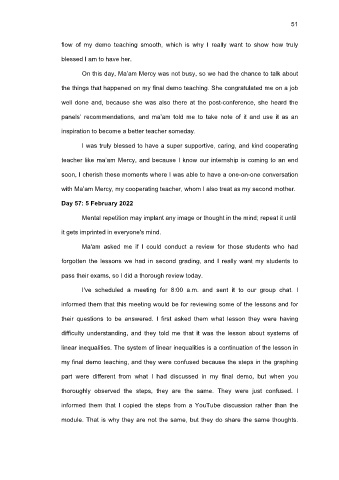 51
flow of my demo teaching smooth, which is why I really want to show how truly
blessed I am to have her.
On this day, Ma'am Mercy was not busy, so we had the chance to talk about
the things that happened on my final demo teaching. She congratulated me on a job
well done and, because she was also there at the post-conference, she heard the
panels' recommendations, and ma'am told me to take note of it and use it as an
inspiration to become a better teacher someday.
I was truly blessed to have a super supportive, caring, and kind cooperating
teacher like ma'am Mercy, and because I know our internship is coming to an end
soon, I cherish these moments where I was able to have a one-on-one conversation
with Ma'am Mercy, my cooperating teacher, whom I also treat as my second mother.
Day 57: 5 February 2022
Mental repetition may implant any image or thought in the mind; repeat it until
it gets imprinted in everyone's mind.
Ma'am asked me if I could conduct a review for those students who had
forgotten the lessons we had in second grading, and I really want my students to
pass their exams, so I did a thorough review today.
I've scheduled a meeting for 8:00 a.m. and sent it to our group chat. I
informed them that this meeting would be for reviewing some of the lessons and for
their questions to be answered. I first asked them what lesson they were having
difficulty understanding, and they told me that it was the lesson about systems of
linear inequalities. The system of linear inequalities is a continuation of the lesson in
my final demo teaching, and they were confused because the steps in the graphing
part were different from what I had discussed in my final demo, but when you
thoroughly observed the steps, they are the same. They were just confused. I
informed them that I copied the steps from a YouTube discussion rather than the
module. That is why they are not the same, but they do share the same thoughts.